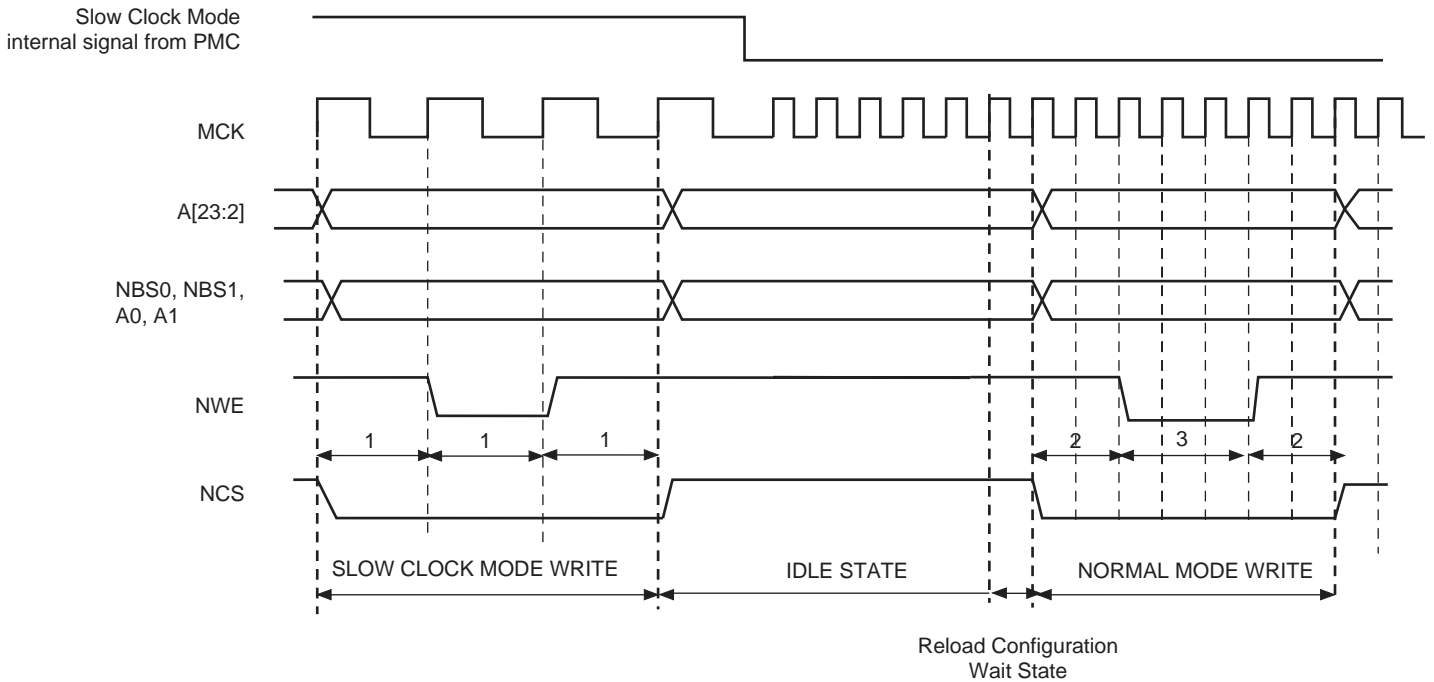 Slow Clock Mode
internal signal from PMC
MCK
A[23:2]
NBS0, NBS1,
A0, A1
NWE
1 1 1 2 3 2
NCS
SLOW CLOCK MODE WRITE IDLE STATE NORMAL MODE WRITE
Reload Configuration
Wait State